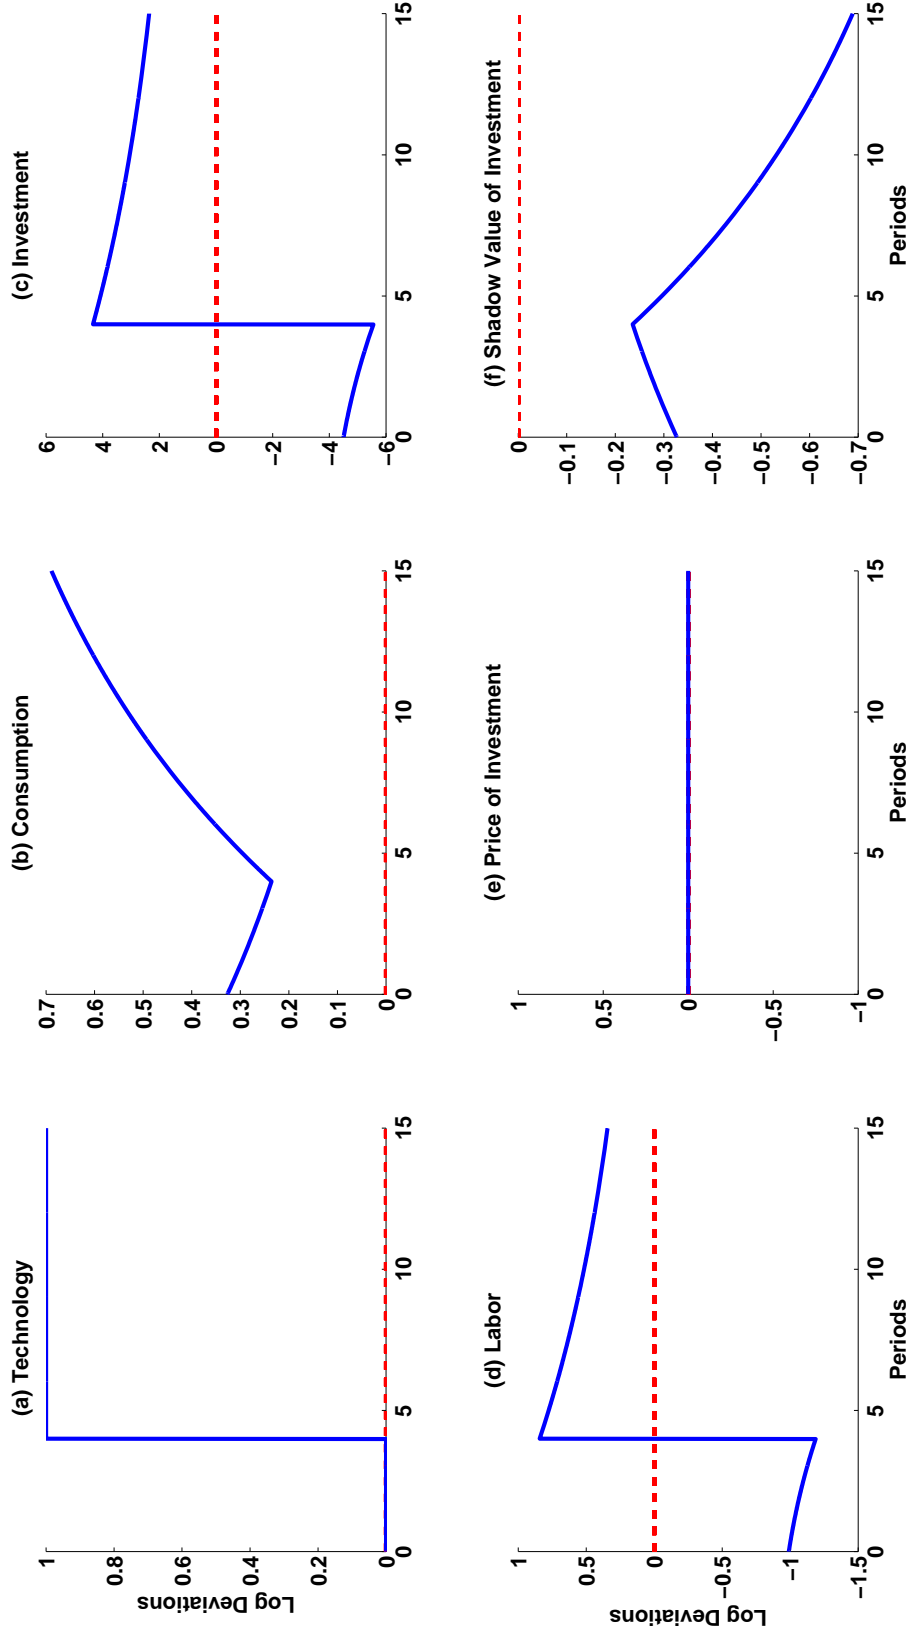 (a) Technology
1
0.8
0.6
0.4
0.2
0
0 5 10 15
Log Deviations
(b) Consumption
0.7
0.6
0.5
0.4
0.3
0.2
0.1
0
0 5 10 15
(c) Investment
6
4
2
0
−2
−4
−6
0 5 10 15
(d) Labor
1
0.5
0
−0.5
−1
−1.5
0 5 10 15
Log Deviations
Periods
(e) Price of Investment
1
0.5
0
−0.5
−1
0 5 10 15
Periods
(f) Shadow Value of Investment
0
−0.1
−0.2
−0.3
−0.4
−0.5
−0.6
−0.7
0 5 10 15
Periods